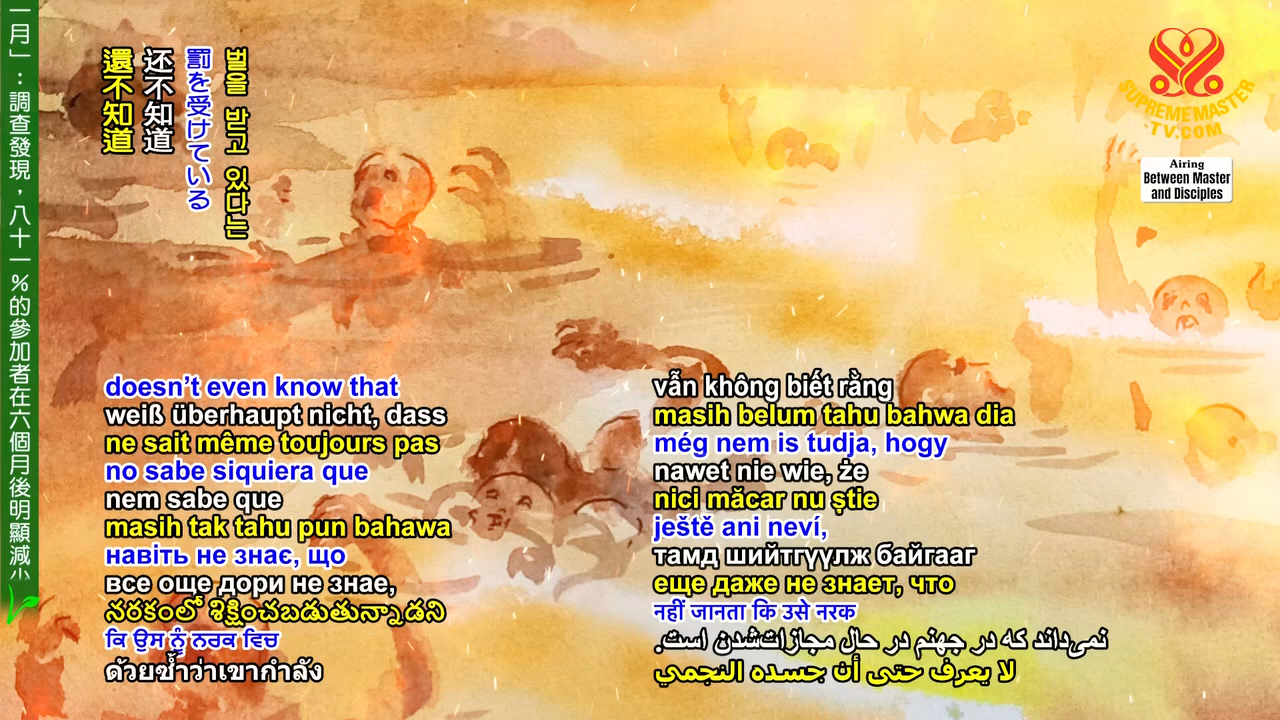 一月」：調查發現，八十一％的參加者在六個月後明顯減少
還不知道
还不知道
罰を受けている
벌을 받고 있다는
SUPREME MASTER
TV.COM
Airing
Between Master
and Disciples
doesn’t even know that
weiß überhaupt nicht, dass
ne sait même toujours pas
no sabe siquiera que
nem sabe que
masih tak tahu pun bahawa
навіть не знає, що
все още дори не знае,
నరకంలో శిక్షించబడుతున్నాడని
ਕਿ ਉਸ ਨੂੰ ਨਰਕ ਵਿਚ
ด้วยซ้ำว่าเขากำลัง
vẫn không biết rằng
masih belum tahu bahwa dia
még nem is tudja, hogy
nawet nie wie, że
nici măcar nu știe
ještě ani neví,
тамд шийтгүүлж байгааг
еще даже не знает, что
नहीं जानता कि उसे नरक
نمی‌داند که در جهنم در حال مجازات‌شدن است.
لا يعرف حتى أن جسده النجمي